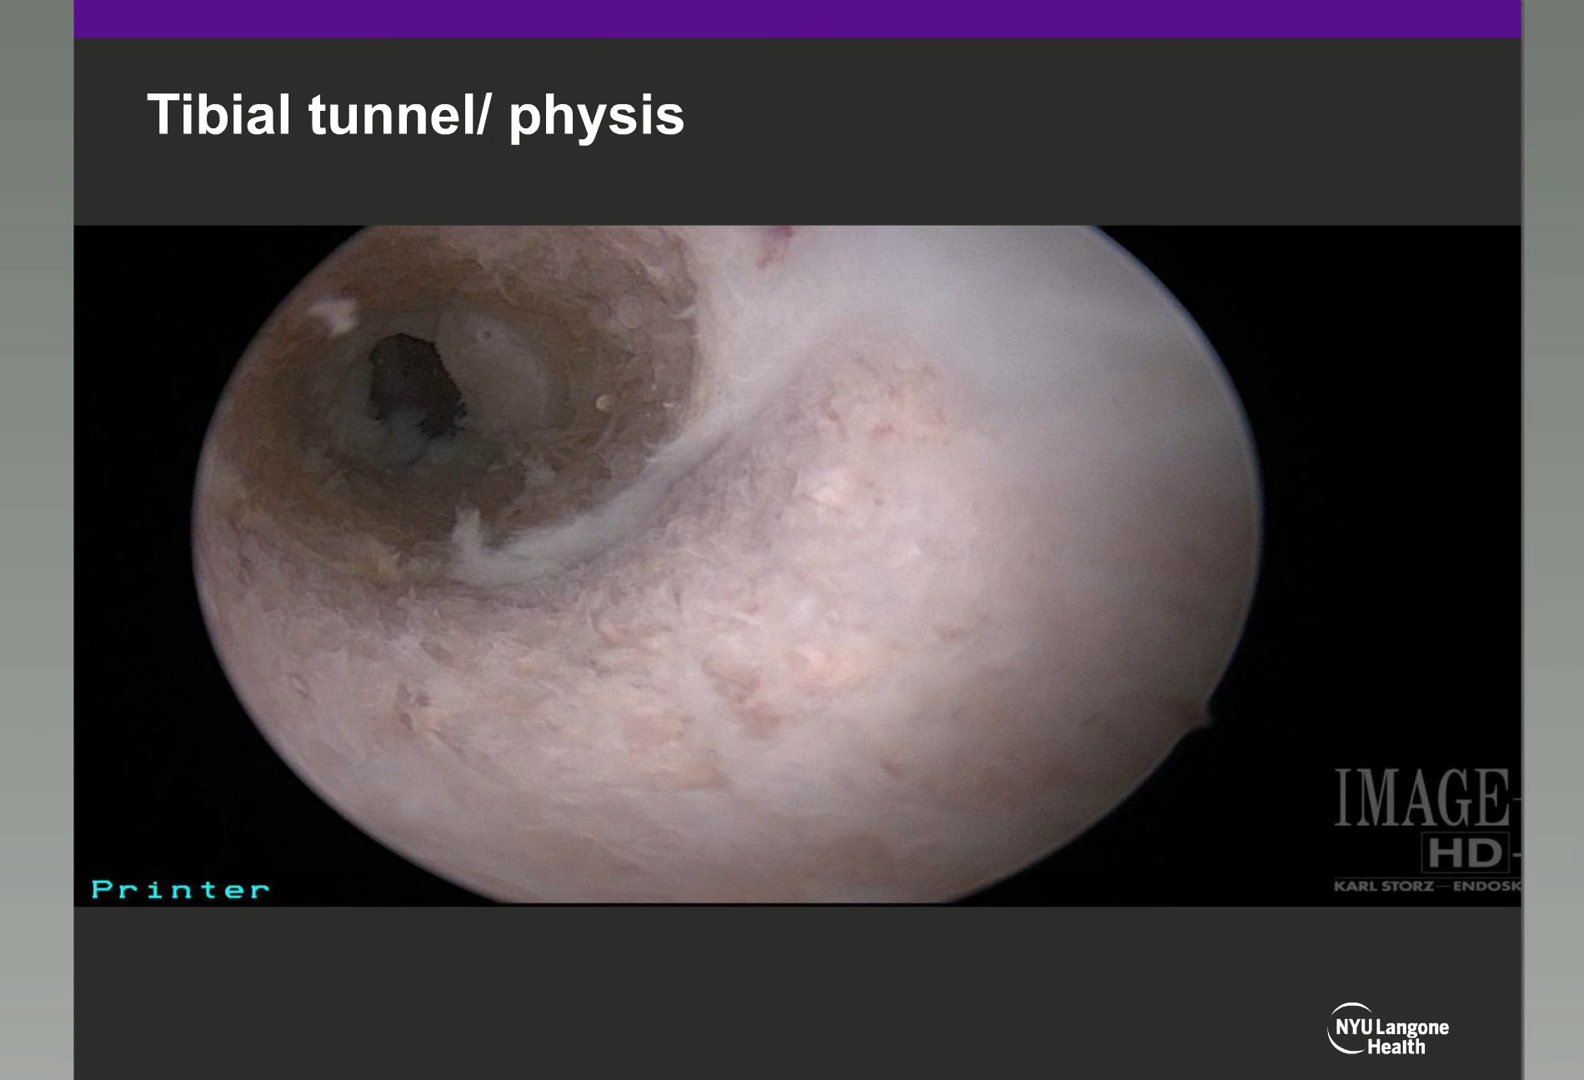 Tibial tunnel/ physis
IMAGE
HD
KARL STORZ—ENDOSK
Printer
NYU Langone
Health